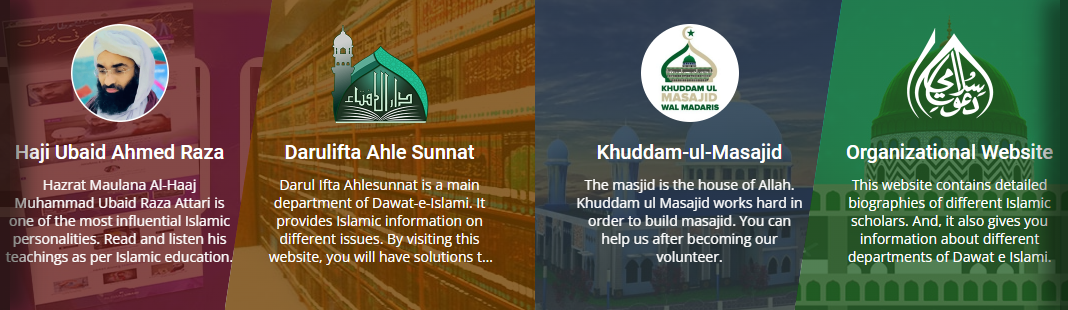 Haji Ubaid Ahmed Raza
Hazrat Maulana Al-Haaj
Muhammad Ubaid Raza Attari is
one of the most influential Islamic
personalities. Read and listen his
teachings as per Islamic education.
دارالافتاء
Darulifta Ahle Sunnat
Darul Ifta Ahlesunnat is a main
department of Dawat-e-Islami. It
provides Islamic information on
different issues. By visiting this
website, you will have solutions t...
KHUDDAM UL
MASAJID
WAL MADARIS
Khuddam-ul-Masajid
The masjid is the house of Allah.
Khuddam ul Masajid works hard in
order to build masajid. You can
help us after becoming our
volunteer.
دعوت اسلامی
Organizational Website
This website contains detailed
biographies of different Islamic
scholars. And, it also gives you
information about different
departments of Dawat e Islami.